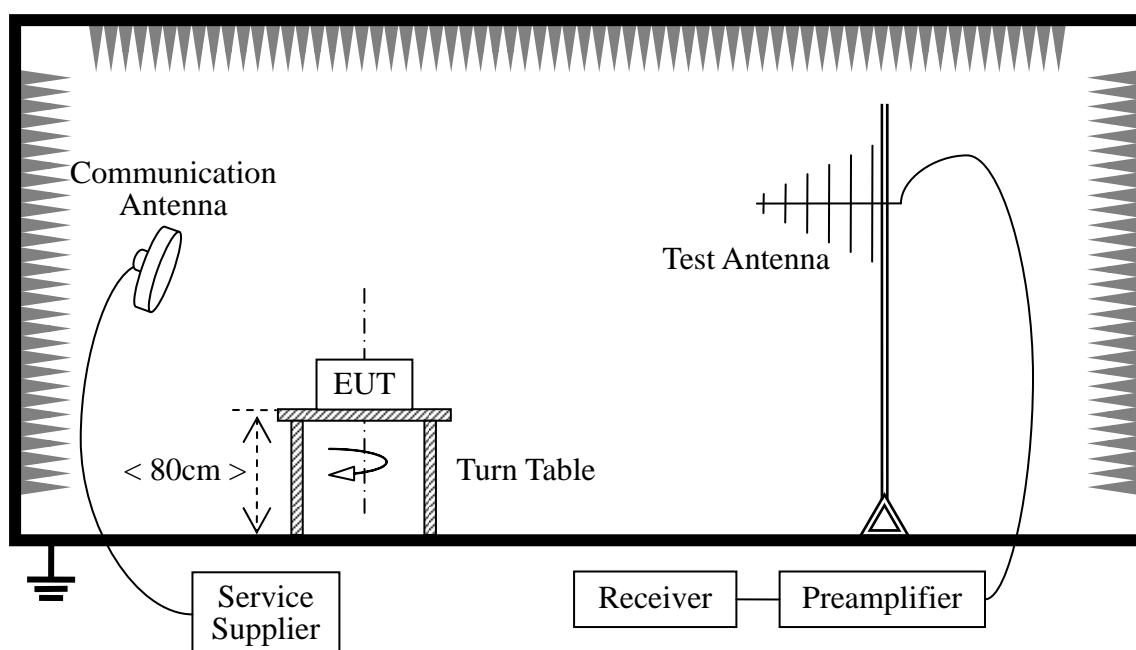 Communication
Antenna
Test Antenna
EUT
< 80cm >
Turn Table
Service
Supplier
Receiver
Preamplifier